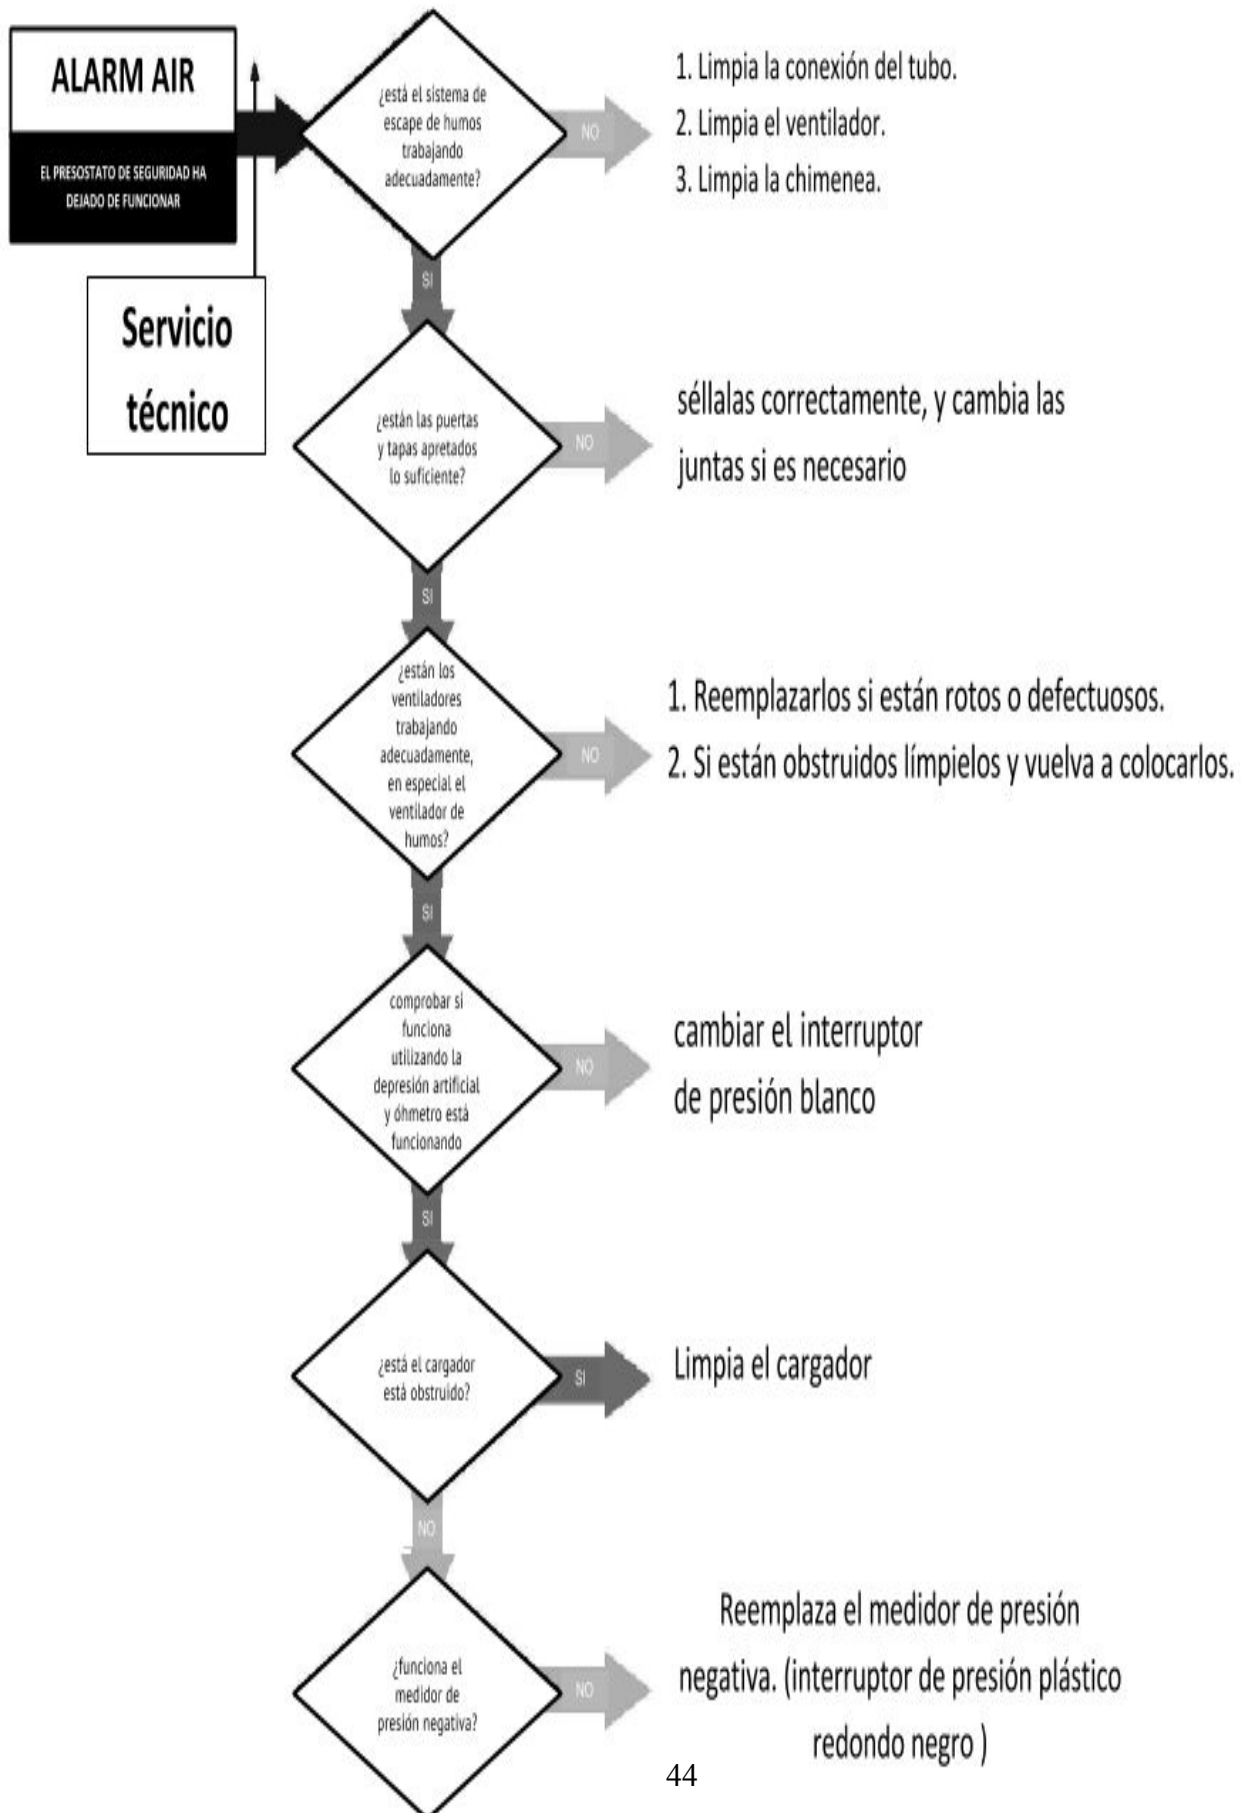 ALARM AIR
EL PRESOSTATO DE SEGURIDAD HA
DEJADO DE FUNCIONAR
Servicio
técnico
¿está el sistema de
escape de humos
trabajando
adecuadamente?
NO
1. Limpia la conexión del tubo.
2. Limpia el ventilador.
3. Limpia la chimenea.
SI
¿están las puertas
y tapas apretados
lo suficiente?
NO
séllalas correctamente, y cambia las
juntas si es necesario
SI
¿están los
ventiladores
trabajando
adecuadamente,
en especial el
ventilador de
humos?
NO
1. Reemplazarlos si están rotos o defectuosos.
2. Si están obstruidos límpielos y vuelva a colocarlos.
SI
comprobar si
funciona
utilizando la
depresión artificial
y óhmetro está
funcionando
NO
cambiar el interruptor
de presión blanco
SI
¿está el cargador
está obstruido?
SI
Limpia el cargador
NO
¿funciona el
medidor de
presión negativa?
NO
Reemplaza el medidor de presión
negativa. (interruptor de presión plástico
redondo negro )
44